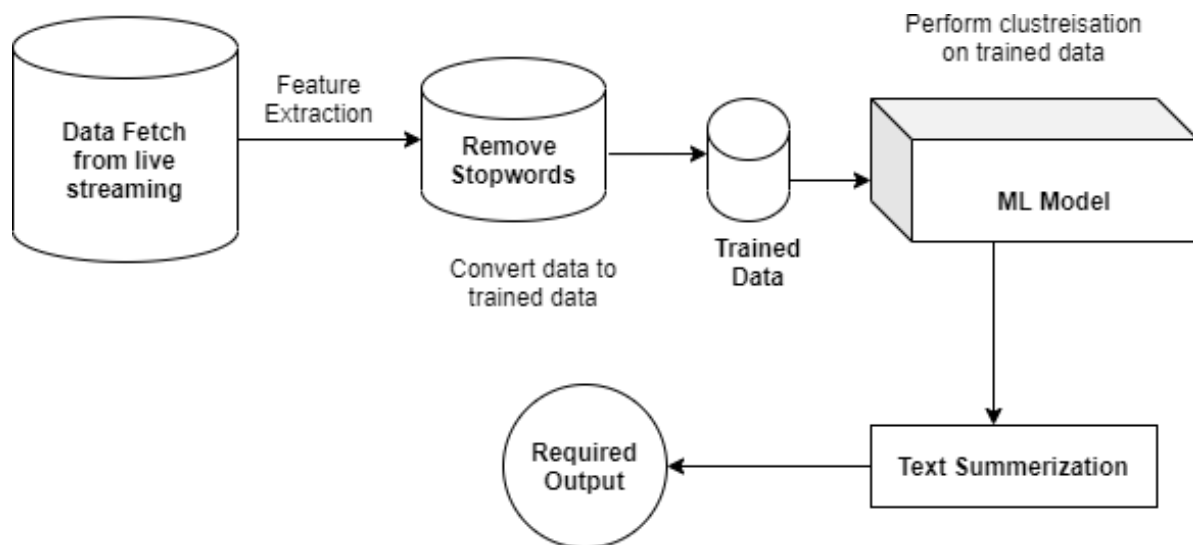 Data Fetch
from live
streaming
Feature
Extraction
Remove
Stopwords
Convert data to
trained data
Trained
Data
Perform clustreisation
on trained data
ML Model
Text Summerization
Required
Output